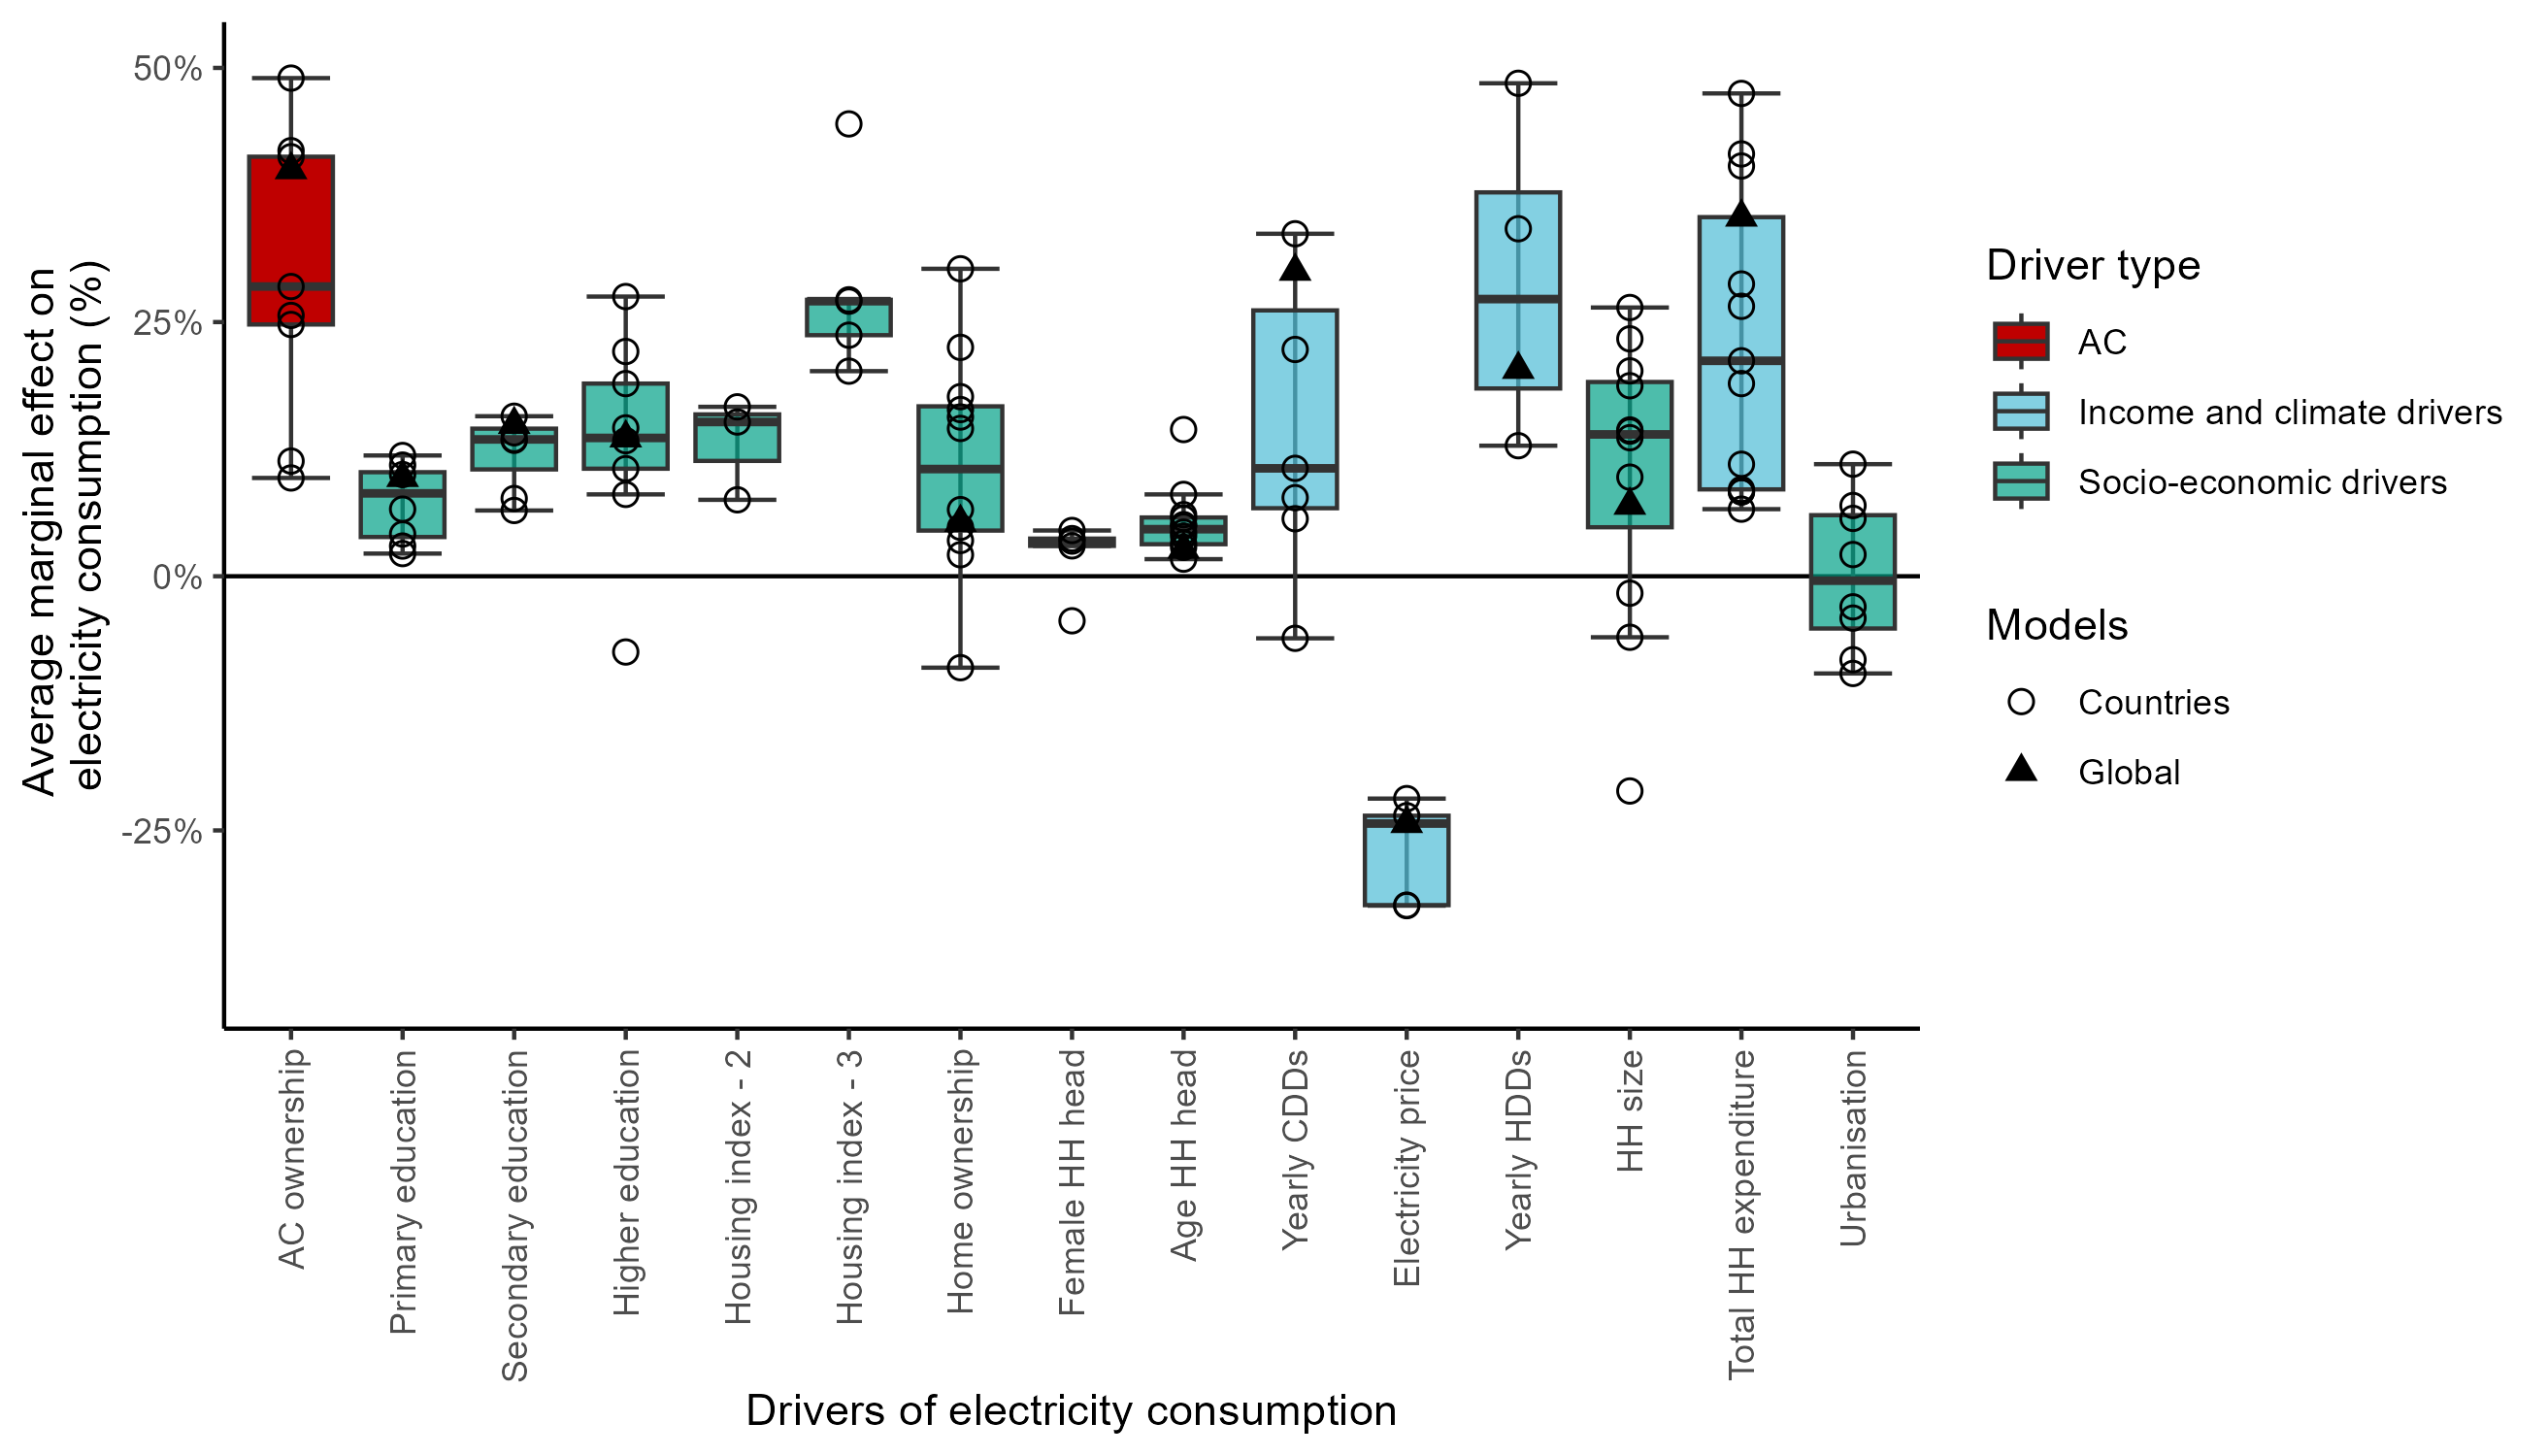 Average marginal effect on
electricity consumption (%)
50%
25%
0%
-25%
AC ownership
Primary education
Secondary education
Higher education
Housing index - 2
Housing index - 3
Home ownership
Female HH head
Age HH head
Yearly CDDs
Electricity price
Yearly HDDs
HH size
Total HH expenditure
Urbanisation
Drivers of electricity consumption
Driver type
AC
Income and climate drivers
Socio-economic drivers
Models
Countries
Global